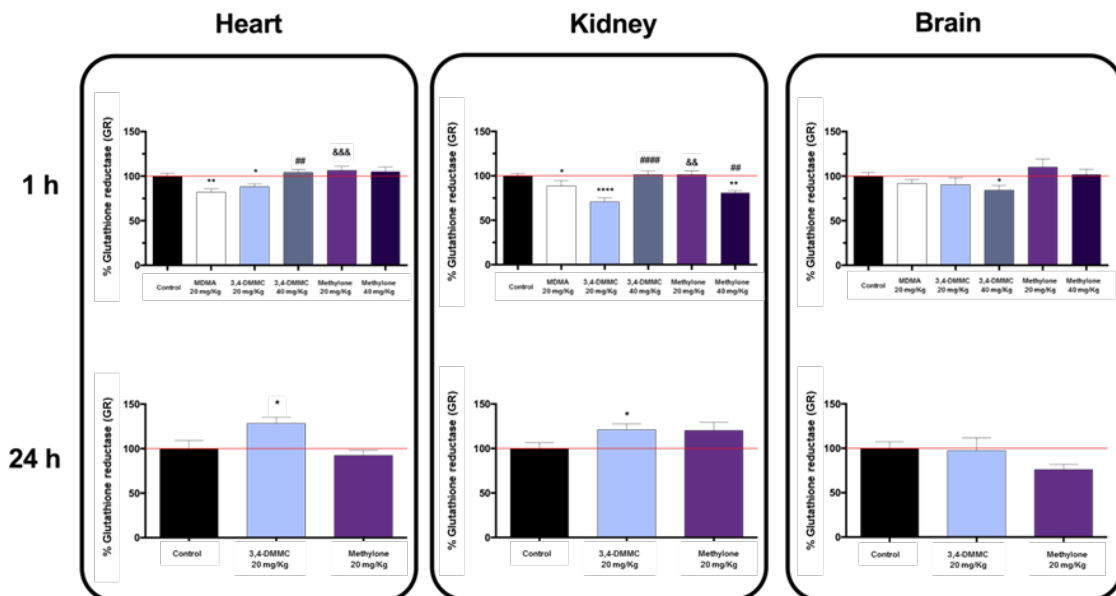 Heart
Kidney
Brain
1 h
% Glutathione reductase (GR)
150
100
50
0
**
*
##
&&&
Control
MDMA
20 mg/Kg
3,4-DMMC
20 mg/Kg
3,4-DMMC
40 mg/Kg
Methylone
20 mg/Kg
Methylone
40 mg/Kg
% Glutathione reductase (GR)
150
100
50
0
*
****
####
&&
##
**
Control
MDMA
20 mg/Kg
3,4-DMMC
20 mg/Kg
3,4-DMMC
40 mg/Kg
Methylone
20 mg/Kg
Methylone
40 mg/Kg
% Glutathione reductase (GR)
150
100
50
0
*
Control
MDMA
20 mg/Kg
3,4-DMMC
20 mg/Kg
3,4-DMMC
40 mg/Kg
Methylone
20 mg/Kg
Methylone
40 mg/Kg
24 h
% Glutathione reductase (GR)
150
100
50
0
*
Control
3,4-DMMC
20 mg/Kg
Methylone
20 mg/Kg
% Glutathione reductase (GR)
150
100
50
0
*
Control
3,4-DMMC
20 mg/Kg
Methylone
20 mg/Kg
% Glutathione reductase (GR)
150
100
50
0
Control
3,4-DMMC
20 mg/Kg
Methylone
20 mg/Kg